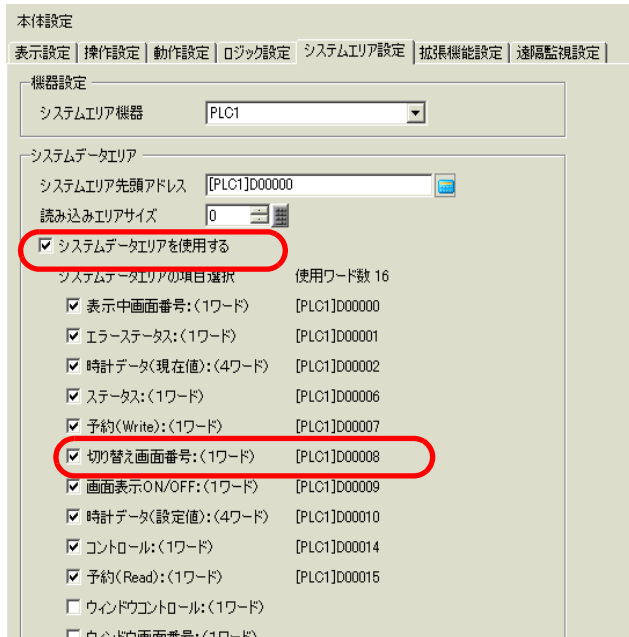 本体設定
表示設定 操作設定 動作設定 ロジック設定 システムエリア設定 拡張機能設定 遠隔監視設定
機器設定
システムエリア機器 PLC1
システムデータエリア
システムエリア先頭アドレス [PLC1]D00000
読み込みエリアサイズ 0
システムデータエリアを使用する
システムデータエリアの項目選択 使用ワード数 16
表示中画面番号:(1ワード) [PLC1]D00000
エラーステータス:(1ワード) [PLC1]D00001
時計データ(現在値):(4ワード) [PLC1]D00002
ステータス:(1ワード) [PLC1]D00006
予約(Write):(1ワード) [PLC1]D00007
切り替え画面番号:(1ワード) [PLC1]D00008
画面表示ON/OFF:(1ワード) [PLC1]D00009
時計データ(設定値):(4ワード) [PLC1]D00010
コントロール:(1ワード) [PLC1]D00014
予約(Read):(1ワード) [PLC1]D00015
ウィンドウコントロール:(1ワード)
ウィンドウ画面番号:(1ワード)